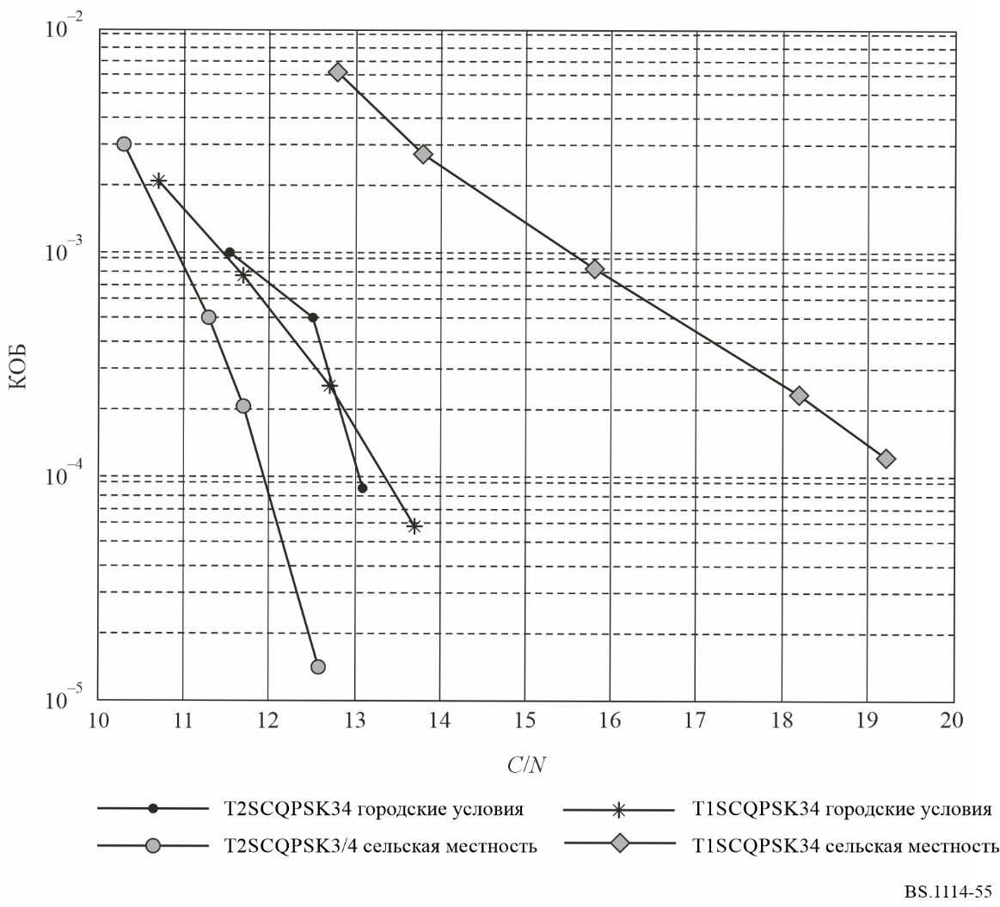 10⁻²
10⁻³
10⁻⁴
10⁻⁵
КОБ
10 11 12 13 14 15 16 17 18 19 20
C/N
T2SCQPSK34 городские условия
T1SCQPSK34 городские условия
T2SCQPSK3/4 сельская местность
T1SCQPSK34 сельская местность
BS.1114-55